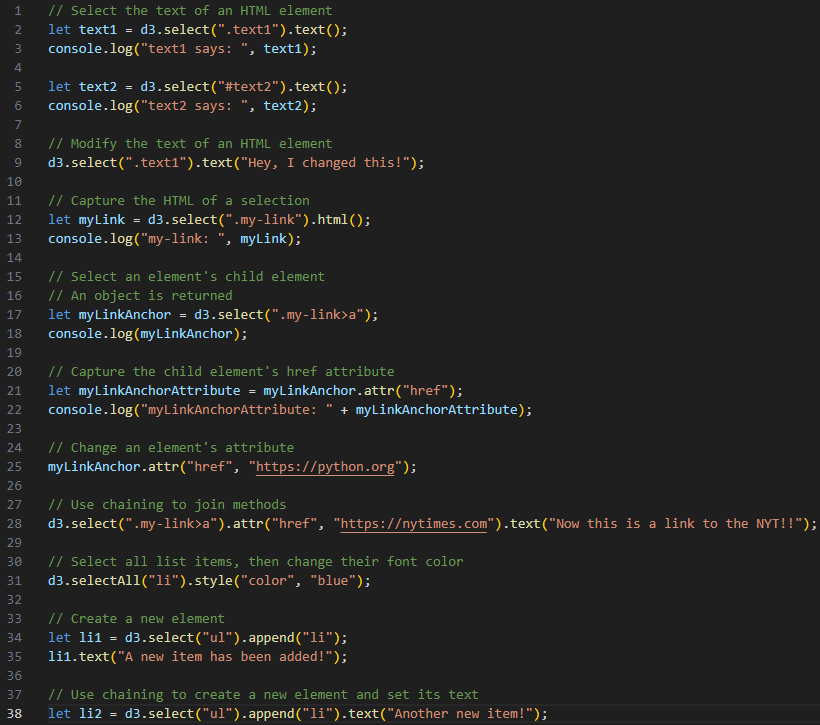 1 // Select the text of an HTML element
2 let text1 = d3.select(".text1").text();
3 console.log("text1 says: ", text1);
4
5 let text2 = d3.select("#text2").text();
6 console.log("text2 says: ", text2);
7
8 // Modify the text of an HTML element
9 d3.select(".text1").text("Hey, I changed this!");
10
11 // Capture the HTML of a selection
12 let myLink = d3.select(".my-link").html();
13 console.log("my-link: ", myLink);
14
15 // Select an element's child element
16 // An object is returned
17 let myLinkAnchor = d3.select(".my-link>a");
18 console.log(myLinkAnchor);
19
20 // Capture the child element's href attribute
21 let myLinkAnchorAttribute = myLinkAnchor.attr("href");
22 console.log("myLinkAnchorAttribute: " + myLinkAnchorAttribute);
23
24 // Change an element's attribute
25 myLinkAnchor.attr("href", "https://python.org");
26
27 // Use chaining to join methods
28 d3.select(".my-link>a").attr("href", "https://nytimes.com").text("Now this is a link to the NYT!!");
29
30 // Select all list items, then change their font color
31 d3.selectAll("li").style("color", "blue");
32
33 // Create a new element
34 let li1 = d3.select("ul").append("li");
35 li1.text("A new item has been added!");
36
37 // Use chaining to create a new element and set its text
38 let li2 = d3.select("ul").append("li").text("Another new item!");